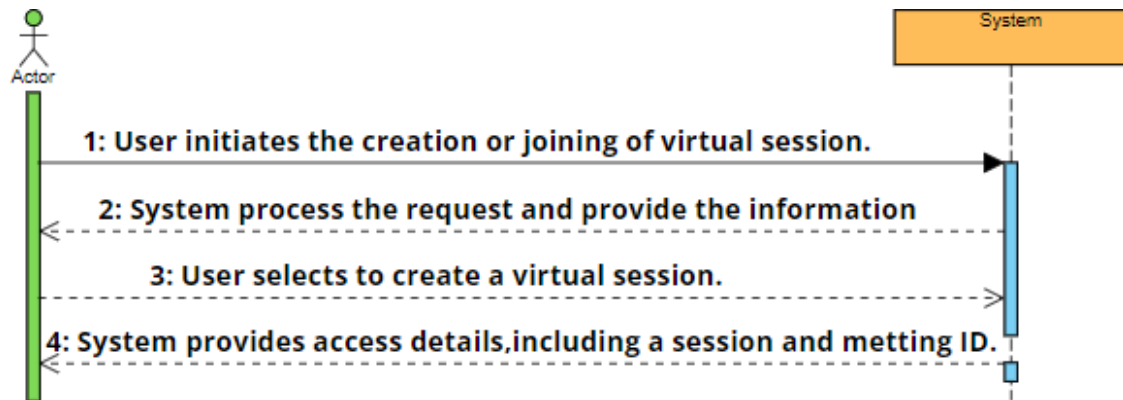 System
Actor
1: User initiates the creation or joining of virtual session.
2: System process the request and provide the information
3: User selects to create a virtual session.
4: System provides access details,including a session and metting ID.